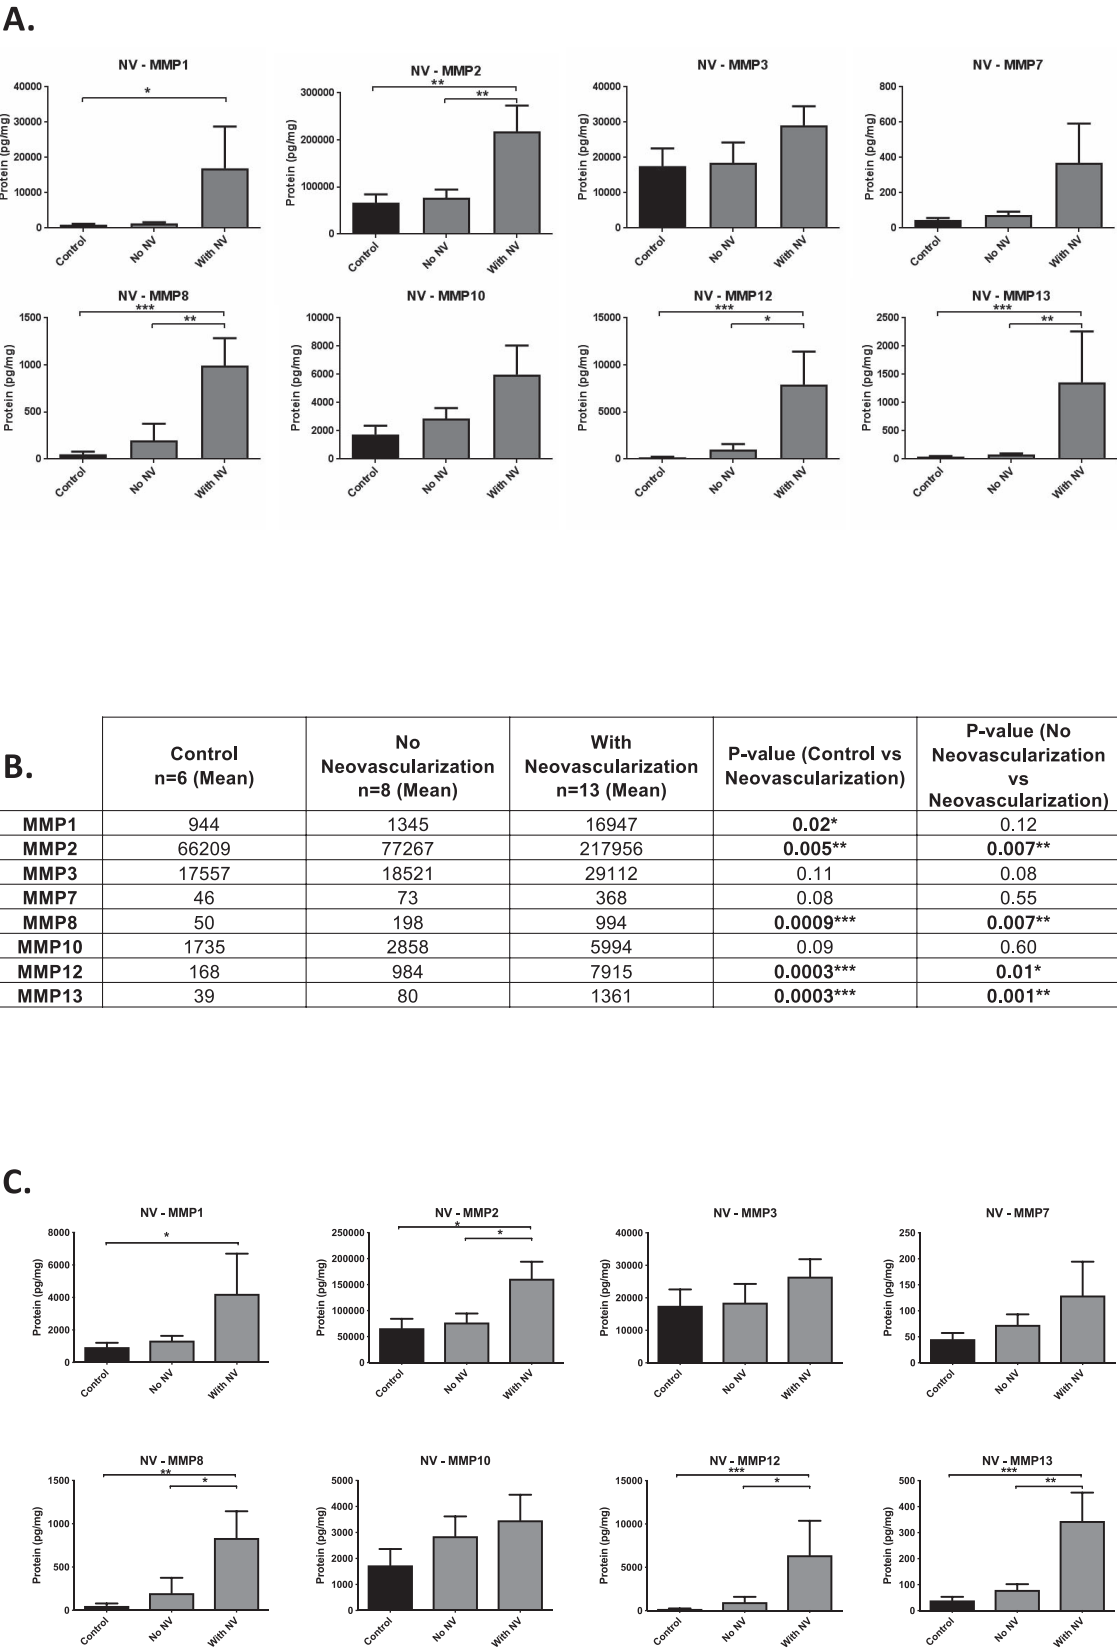 A.
NV - MMP1
Protein (pg/mg)
40000
30000
20000
10000
0
*
Control
No NV
With NV
NV - MMP2
Protein (pg/mg)
300000
200000
100000
0
**
**
Control
No NV
With NV
NV - MMP3
Protein (pg/mg)
40000
30000
20000
10000
0
Control
No NV
With NV
NV - MMP7
Protein (pg/mg)
800
600
400
200
0
Control
No NV
With NV
NV - MMP8
Protein (pg/mg)
1500
1000
500
0
***
**
Control
No NV
With NV
NV - MMP10
Protein (pg/mg)
10000
8000
6000
4000
2000
0
Control
No NV
With NV
NV - MMP12
Protein (pg/mg)
15000
10000
5000
0
***
*
Control
No NV
With NV
NV - MMP13
Protein (pg/mg)
2500
2000
1500
1000
500
0
***
**
Control
No NV
With NV
B.
Control
n=6 (Mean)
No
Neovascularization
n=8 (Mean)
With
Neovascularization
n=13 (Mean)
P-value (Control vs
Neovascularization)
P-value (No
Neovascularization
vs
Neovascularization)
MMP1 944 1345 16947 0.02* 0.12
MMP2 66209 77267 217956 0.005** 0.007**
MMP3 17557 18521 29112 0.11 0.08
MMP7 46 73 368 0.08 0.55
MMP8 50 198 994 0.0009*** 0.007**
MMP10 1735 2858 5994 0.09 0.60
MMP12 168 984 7915 0.0003*** 0.01*
MMP13 39 80 1361 0.0003*** 0.001**
C.
NV - MMP1
Protein (pg/mg)
8000
6000
4000
2000
0
*
Control
No NV
With NV
NV - MMP2
Protein (pg/mg)
250000
200000
150000
100000
50000
0
*
*
Control
No NV
With NV
NV - MMP3
Protein (pg/mg)
40000
30000
20000
10000
0
Control
No NV
With NV
NV - MMP7
Protein (pg/mg)
250
200
150
100
50
0
Control
No NV
With NV
NV - MMP8
Protein (pg/mg)
1500
1000
500
0
**
*
Control
No NV
With NV
NV - MMP10
Protein (pg/mg)
5000
4000
3000
2000
1000
0
Control
No NV
With NV
NV - MMP12
Protein (pg/mg)
15000
10000
5000
0
***
*
Control
No NV
With NV
NV - MMP13
Protein (pg/mg)
500
400
300
200
100
0
***
**
Control
No NV
With NV